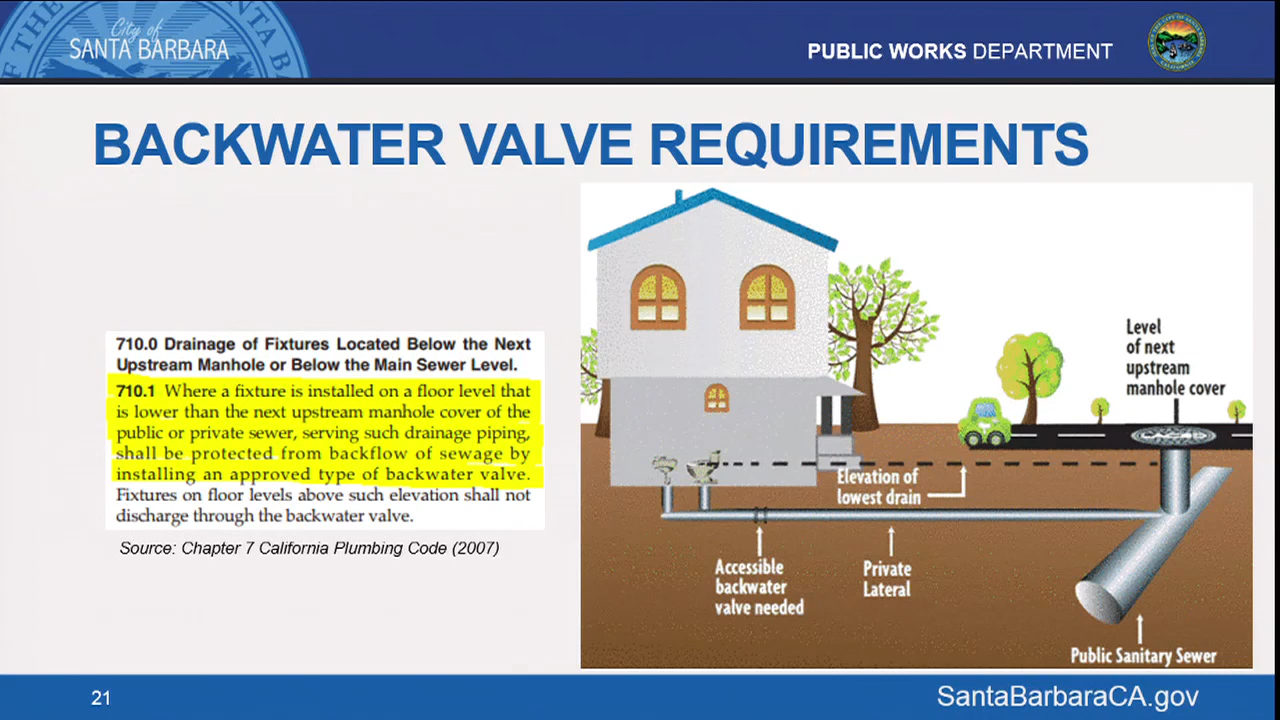 City of
SANTA BARBARA
PUBLIC WORKS DEPARTMENT
BACKWATER VALVE REQUIREMENTS
710.0 Drainage of Fixtures Located Below the Next
Upstream Manhole or Below the Main Sewer Level.
710.1 Where a fixture is installed on a floor level that
is lower than the next upstream manhole cover of the
public or private sewer, serving such drainage piping,
shall be protected from backflow of sewage by
installing an approved type of backwater valve.
Fixtures on floor levels above such elevation shall not
discharge through the backwater valve.
Source: Chapter 7 California Plumbing Code (2007)
Level
of next
upstream
manhole cover
LACSD
Elevation of
lowest drain
Accessible
backwater
valve needed
Private
Lateral
Public Sanitary Sewer
21
SantaBarbaraCA.gov